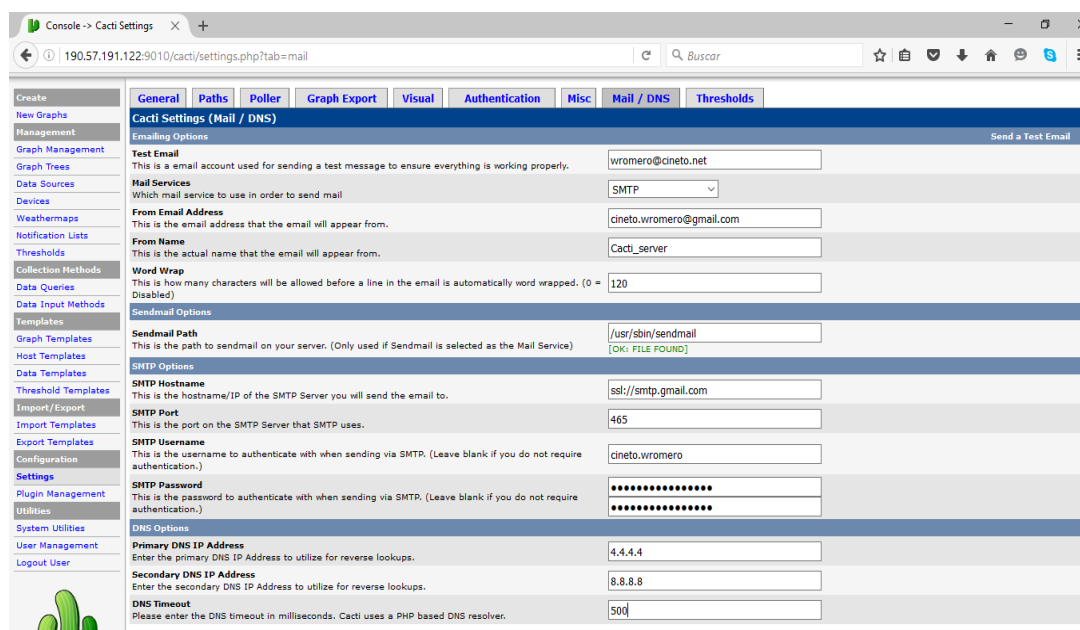 Console -> Cacti Settings
190.57.191.122:9010/cacti/settings.php?tab=mail
Buscar
Create
New Graphs
Management
Graph Management
Graph Trees
Data Sources
Devices
Weathermaps
Notification Lists
Thresholds
Collection Methods
Data Queries
Data Input Methods
Templates
Graph Templates
Host Templates
Data Templates
Threshold Templates
Import/Export
Import Templates
Export Templates
Configuration
Settings
Plugin Management
Utilities
System Utilities
User Management
Logout User
General Paths Poller Graph Export Visual Authentication Misc Mail / DNS Thresholds
Cacti Settings (Mail / DNS)
Emailing Options Send a Test Email
Test Email
This is a email account used for sending a test message to ensure everything is working properly.
wromero@cineto.net
Mail Services
Which mail service to use in order to send mail
SMTP
From Email Address
This is the email address that the email will appear from.
cineto.wromero@gmail.com
From Name
This is the actual name that the email will appear from.
Cacti_server
Word Wrap
This is how many characters will be allowed before a line in the email is automatically word wrapped. (0 =
Disabled)
120
Sendmail Options
Sendmail Path
This is the path to sendmail on your server. (Only used if Sendmail is selected as the Mail Service)
/usr/sbin/sendmail
[OK: FILE FOUND]
SMTP Options
SMTP Hostname
This is the hostname/IP of the SMTP Server you will send the email to.
ssl://smtp.gmail.com
SMTP Port
This is the port on the SMTP Server that SMTP uses.
465
SMTP Username
This is the username to authenticate with when sending via SMTP. (Leave blank if you do not require
authentication.)
cineto.wromero
SMTP Password
This is the password to authenticate with when sending via SMTP. (Leave blank if you do not require
authentication.)
DNS Options
Primary DNS IP Address
Enter the primary DNS IP Address to utilize for reverse lookups.
4.4.4.4
Secondary DNS IP Address
Enter the secondary DNS IP Address to utilize for reverse lookups.
8.8.8.8
DNS Timeout
Please enter the DNS timeout in milliseconds. Cacti uses a PHP based DNS resolver.
500